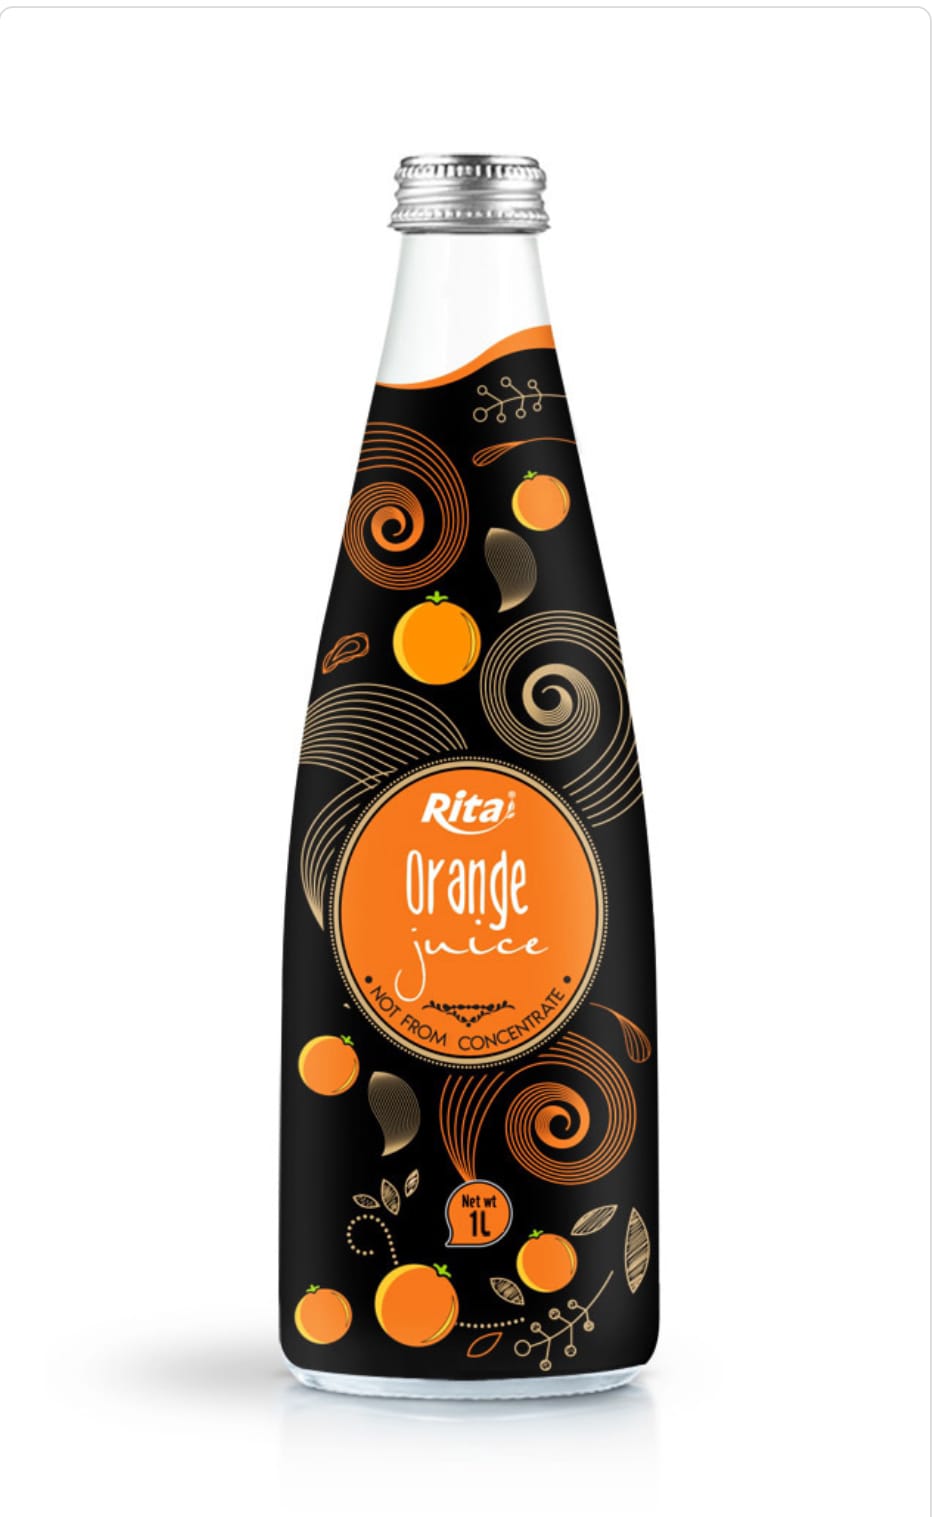 Rita®
Orange
juice
• NOT FROM CONCENTRATE •
Net wt
1L